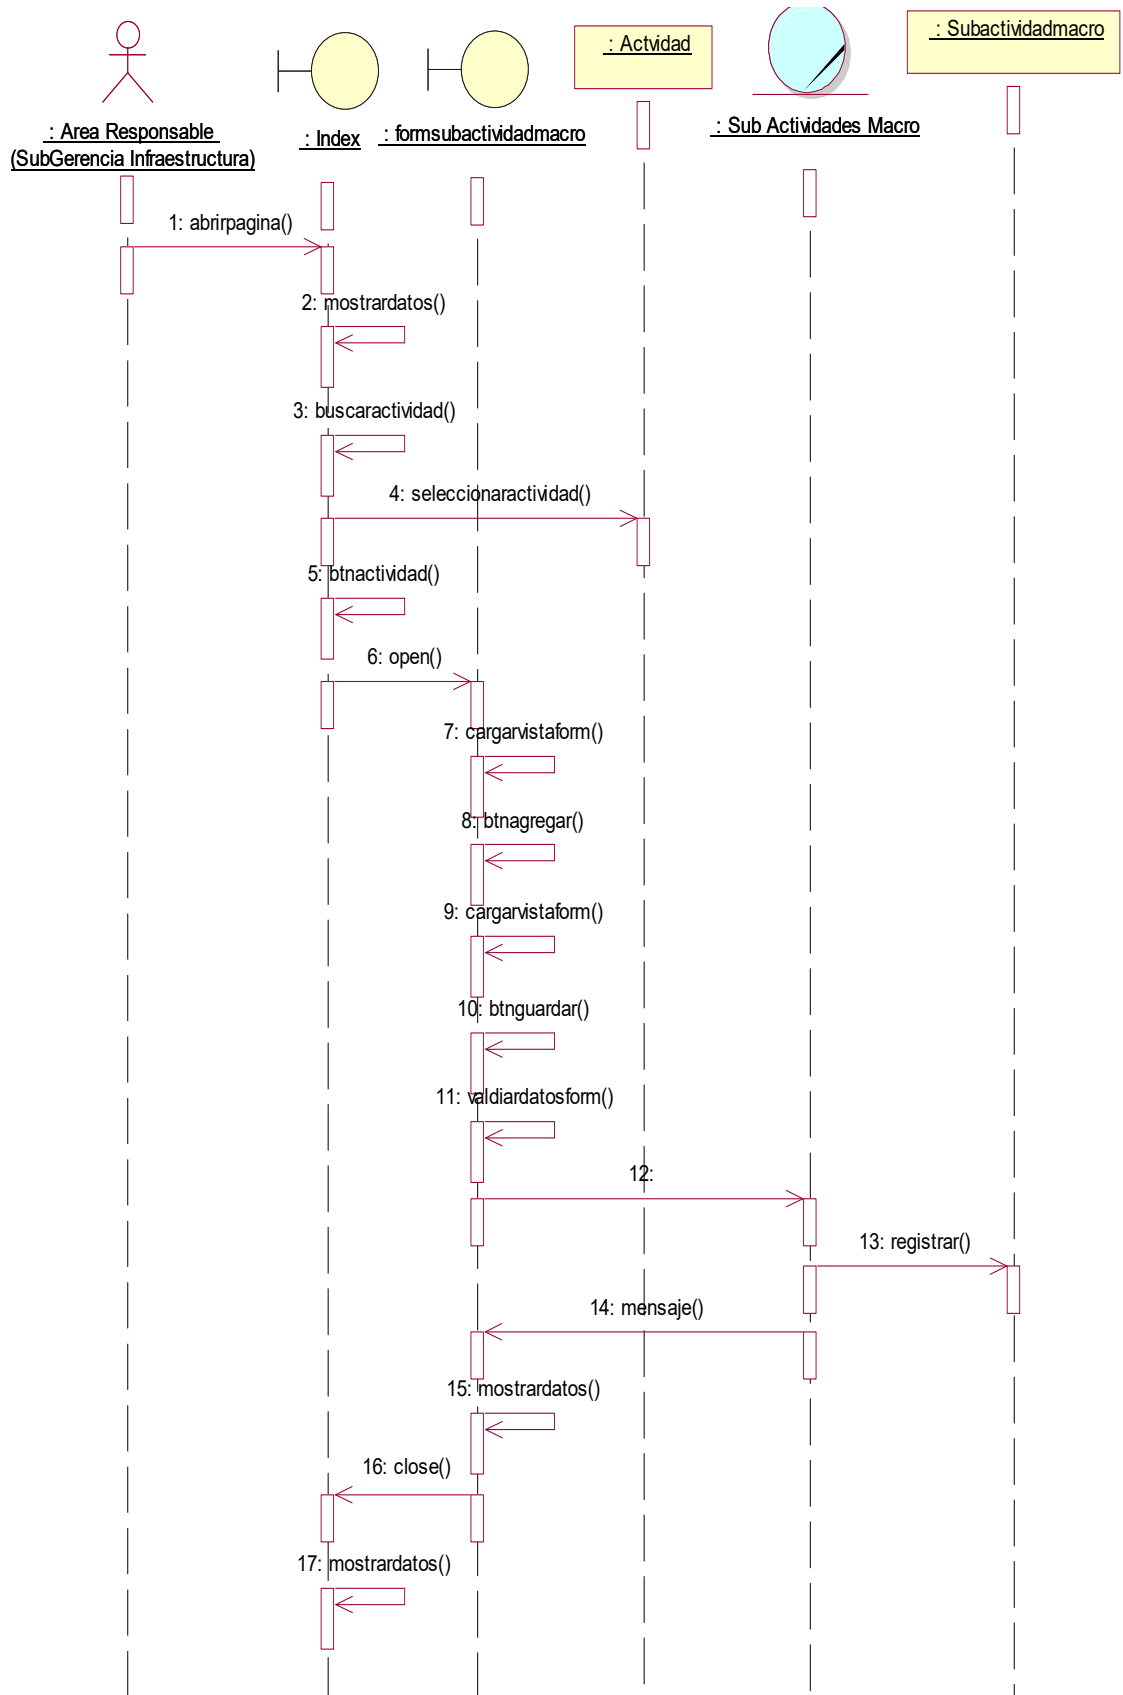 : Area Responsable
(SubGerencia Infraestructura)
: Index
: formsubactividadmacro
: Actvidad
: Sub Actividades Macro
: Subactividadmacro
1: abrirpagina()
2: mostrardatos()
3: buscaractividad()
4: seleccionaractividad()
5: btnactividad()
6: open()
7: cargarvistaform()
8: btnagregar()
9: cargarvistaform()
10: btnguardar()
11: valdiardatosform()
12:
13: registrar()
14: mensaje()
15: mostrardatos()
16: close()
17: mostrardatos()